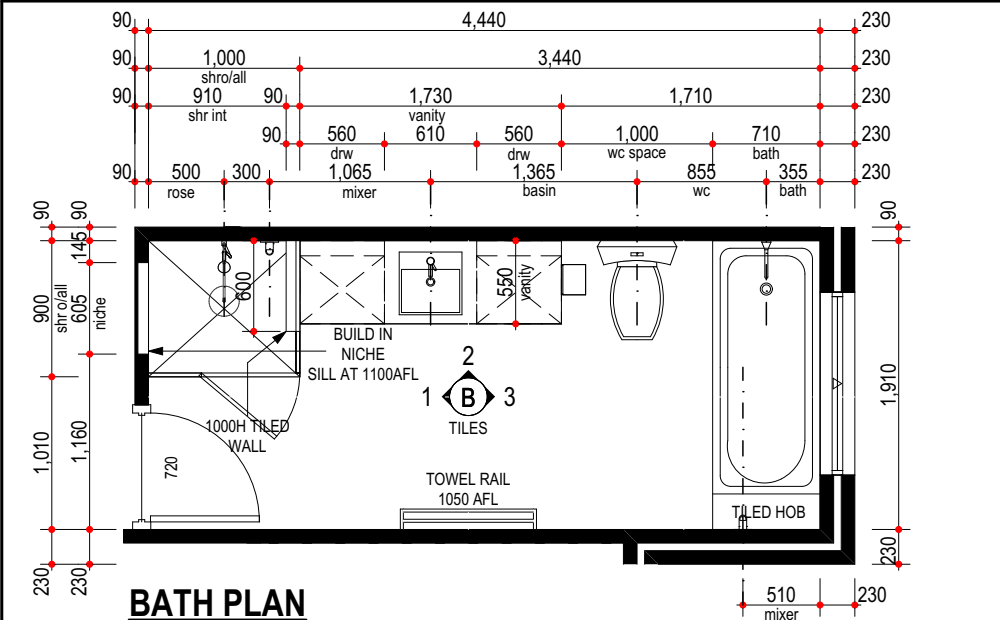 90 4,440 230
90 1,000 3,440 230
shro/all
90 910 90 1,730 1,710 230
shr int vanity
90 560 610 560 1,000 710 230
drw drw wc space bath
90 500 300 1,065 1,365 855 355 230
rose mixer basin wc bath
90 90 90
145
900 shr o/all 605 niche
600
550 vanity
BUILD IN
NICHE
SILL AT 1100AFL
2
1 B 3
TILES
1,910
1000H TILED
WALL
1,010 1,160
720
TOWEL RAIL
1050 AFL
TILED HOB
230 230 230
BATH PLAN
510 230
mixer